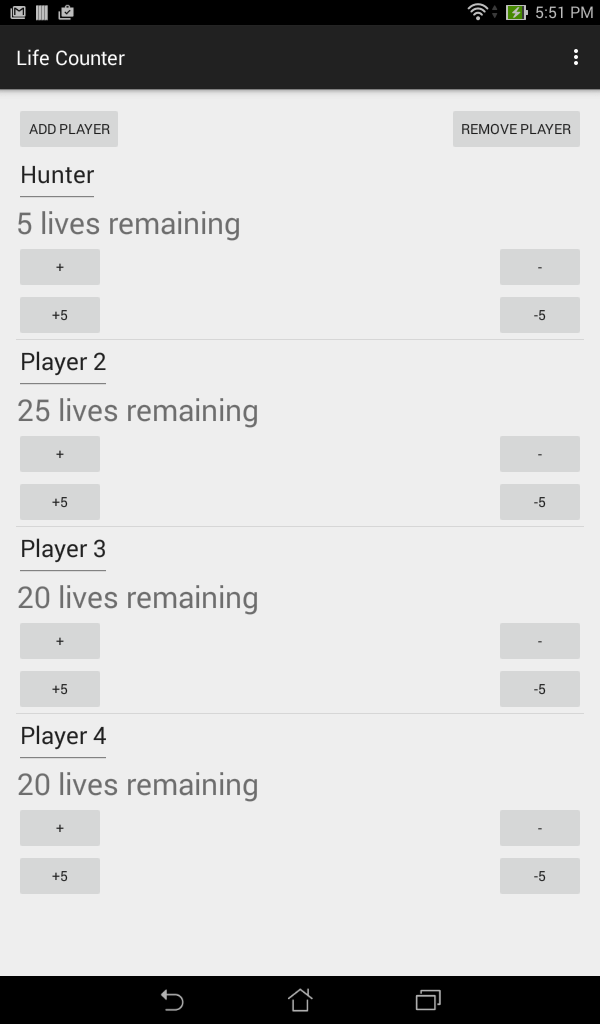 5:51 PM
Life Counter
ADD PLAYER REMOVE PLAYER
Hunter
5 lives remaining
+ -
+5 -5
Player 2
25 lives remaining
+ -
+5 -5
Player 3
20 lives remaining
+ -
+5 -5
Player 4
20 lives remaining
+ -
+5 -5